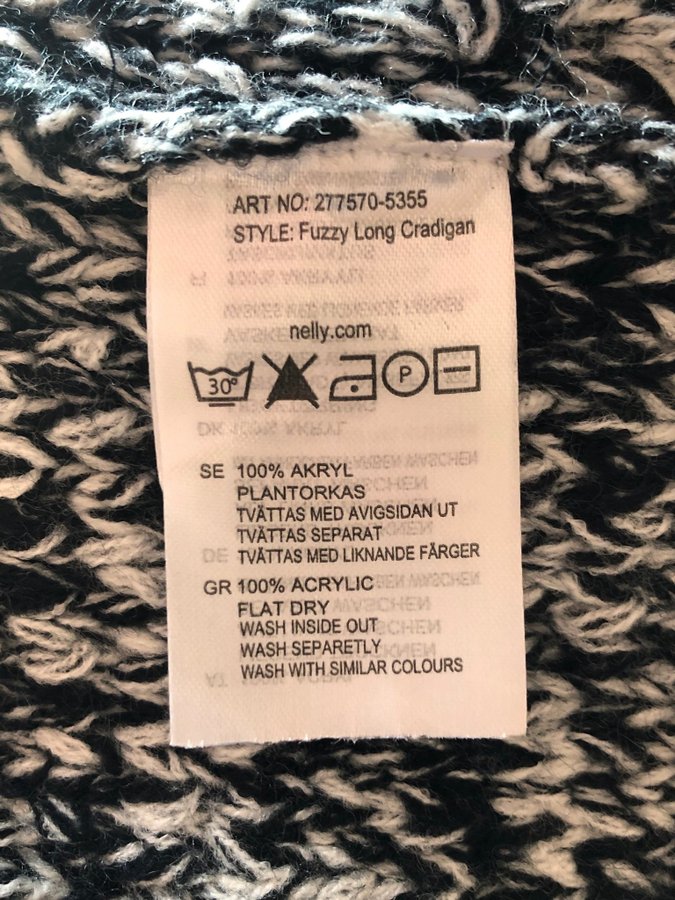 ART NO: 277570-5355
STYLE: Fuzzy Long Cradigan
nelly.com
30° P
SE 100% AKRYL
PLANTORKAS
TVÄTTAS MED AVIGSIDAN UT
TVÄTTAS SEPARAT
TVÄTTAS MED LIKNANDE FÄRGER
GR 100% ACRYLIC
FLAT DRY
WASH INSIDE OUT
WASH SEPARETLY
WASH WITH SIMILAR COLOURS